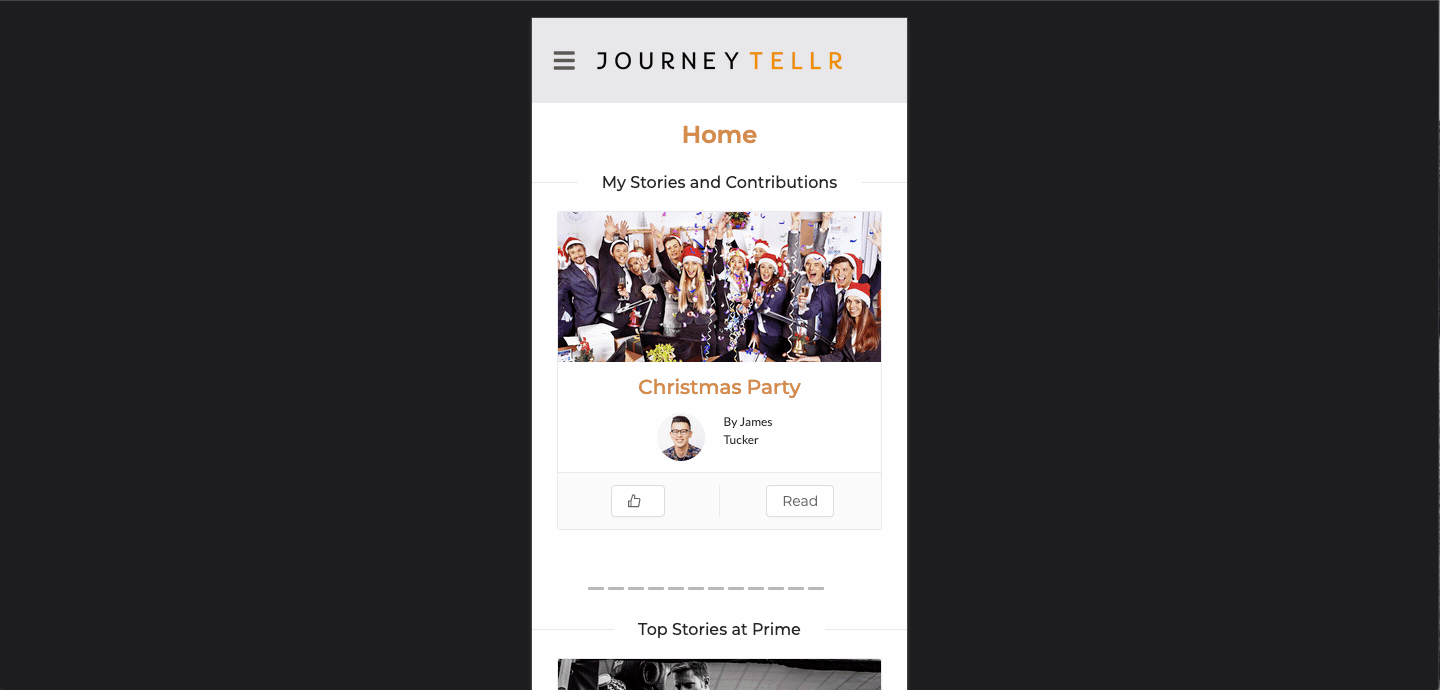 JOURNEY TELLR
Home
My Stories and Contributions
Christmas Party
By James
Tucker
Read
Top Stories at Prime